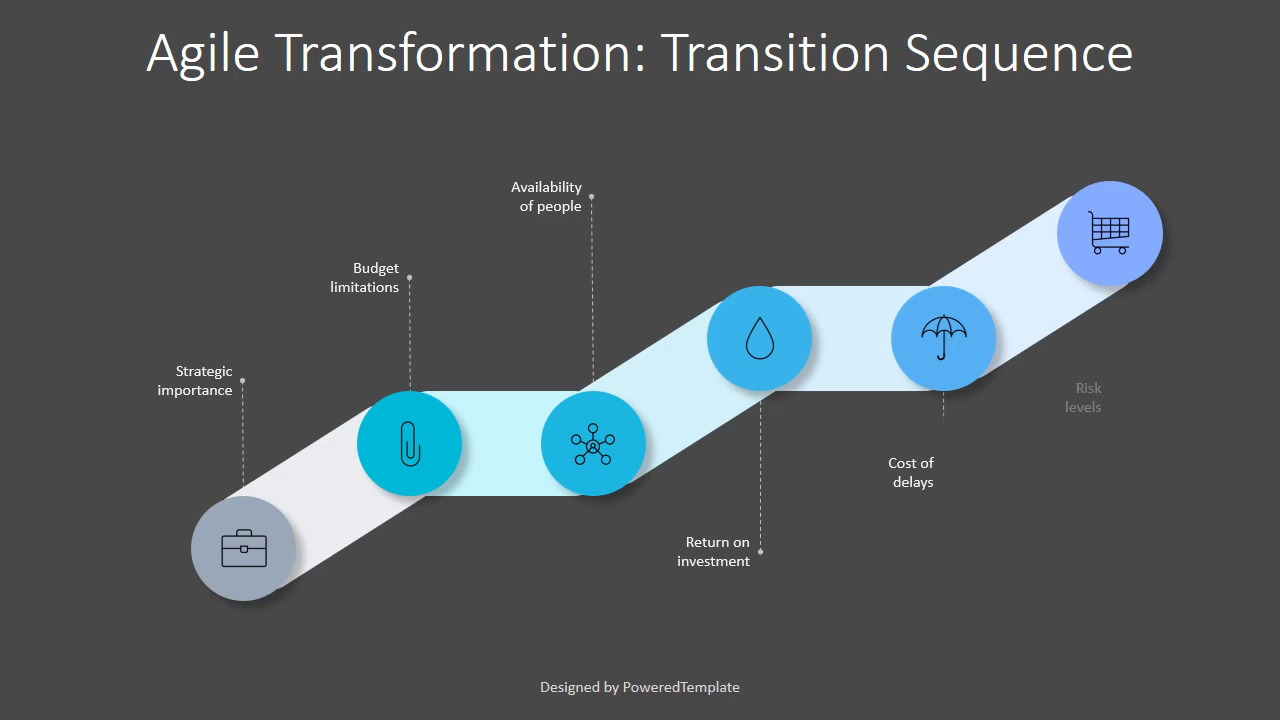 Agile Transformation: Transition Sequence
Availability
of people
Budget
limitations
Strategic
importance
Risk
levels
Cost of
delays
Return on
investment
Designed by PoweredTemplate